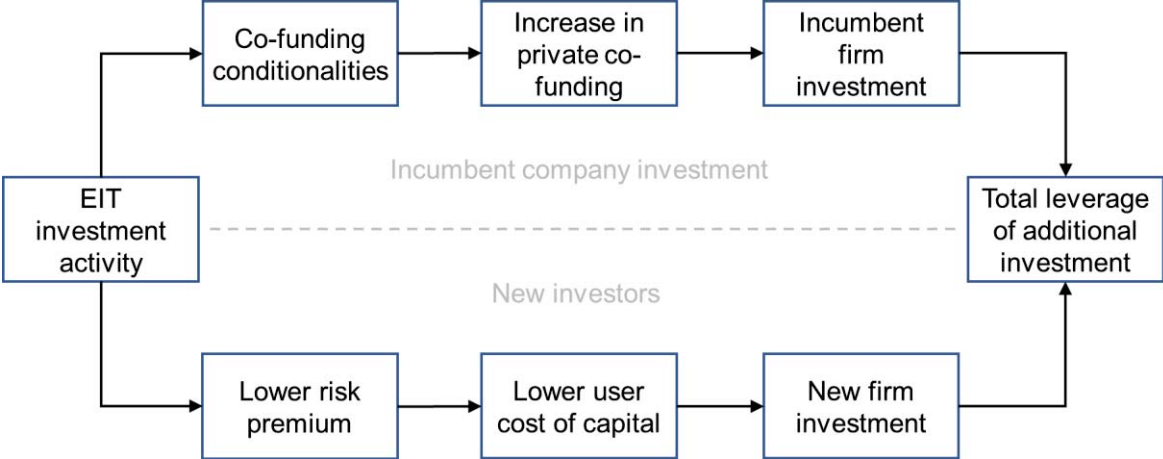 Co-funding
conditionalities
Increase in
private co-
funding
Incumbent
firm
investment
Incumbent company investment
EIT
investment
activity
Total leverage
of additional
investment
New investors
Lower risk
premium
Lower user
cost of capital
New firm
investment